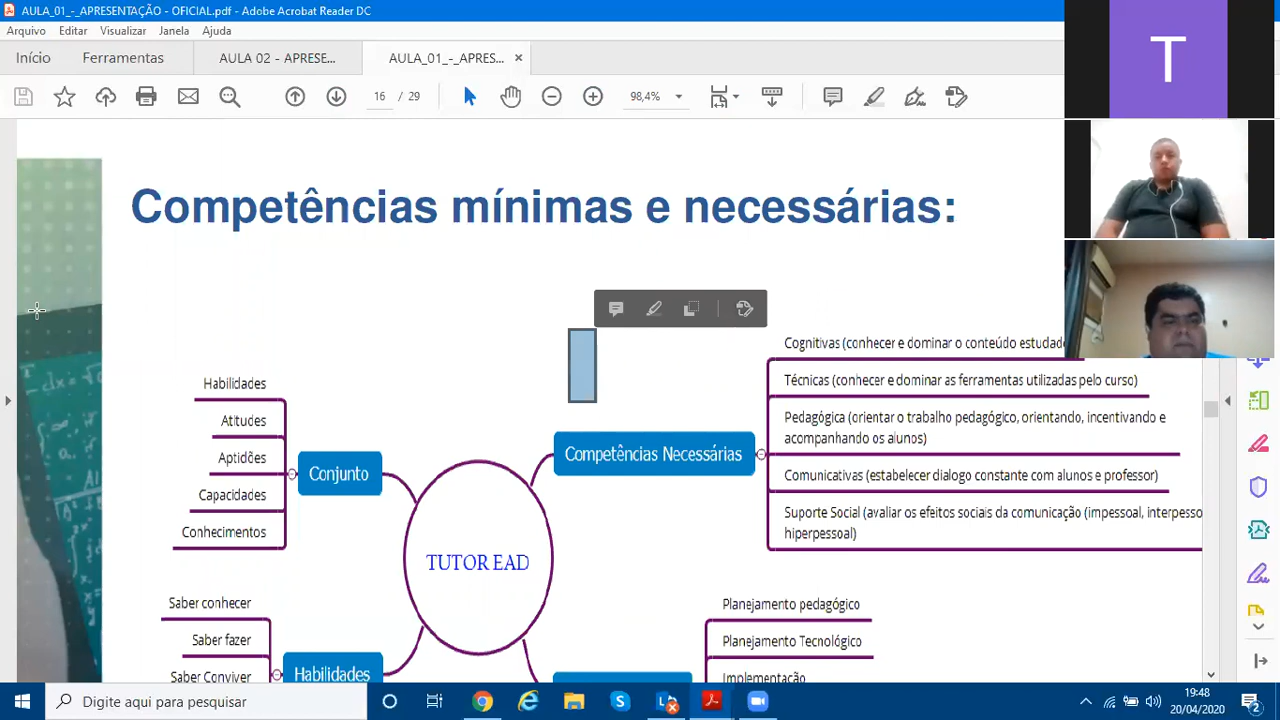 AULA_01_-_APRESENTAÇÃO - OFICIAL.pdf - Adobe Acrobat Reader DC
Arquivo Editar Visualizar Janela Ajuda
Início Ferramentas AULA 02 - APRESE... AULA_01_-_APRES... ×
16 / 29 98,4%
T
Competências mínimas e necessárias:
Cognitivas (conhecer e dominar o conteúdo estudad
Habilidades
Técnicas (conhecer e dominar as ferramentas utilizadas pelo curso)
Atitudes
Pedagógica (orientar o trabalho pedagógico, orientando, incentivando e
acompanhando os alunos)
Aptidões
Conjunto
Competências Necessárias
Capacidades
Comunicativas (estabelecer dialogo constante com alunos e professor)
Conhecimentos
Suporte Social (avaliar os efeitos sociais da comunicação (impessoal, interpesso
hiperpessoal)
TUTOR EAD
Saber conhecer
Planejamento pedagógico
Saber fazer
Planejamento Tecnológico
Saber Conviver
Habilidades
Implementação
Digite aqui para pesquisar
19:48
20/04/2020
2